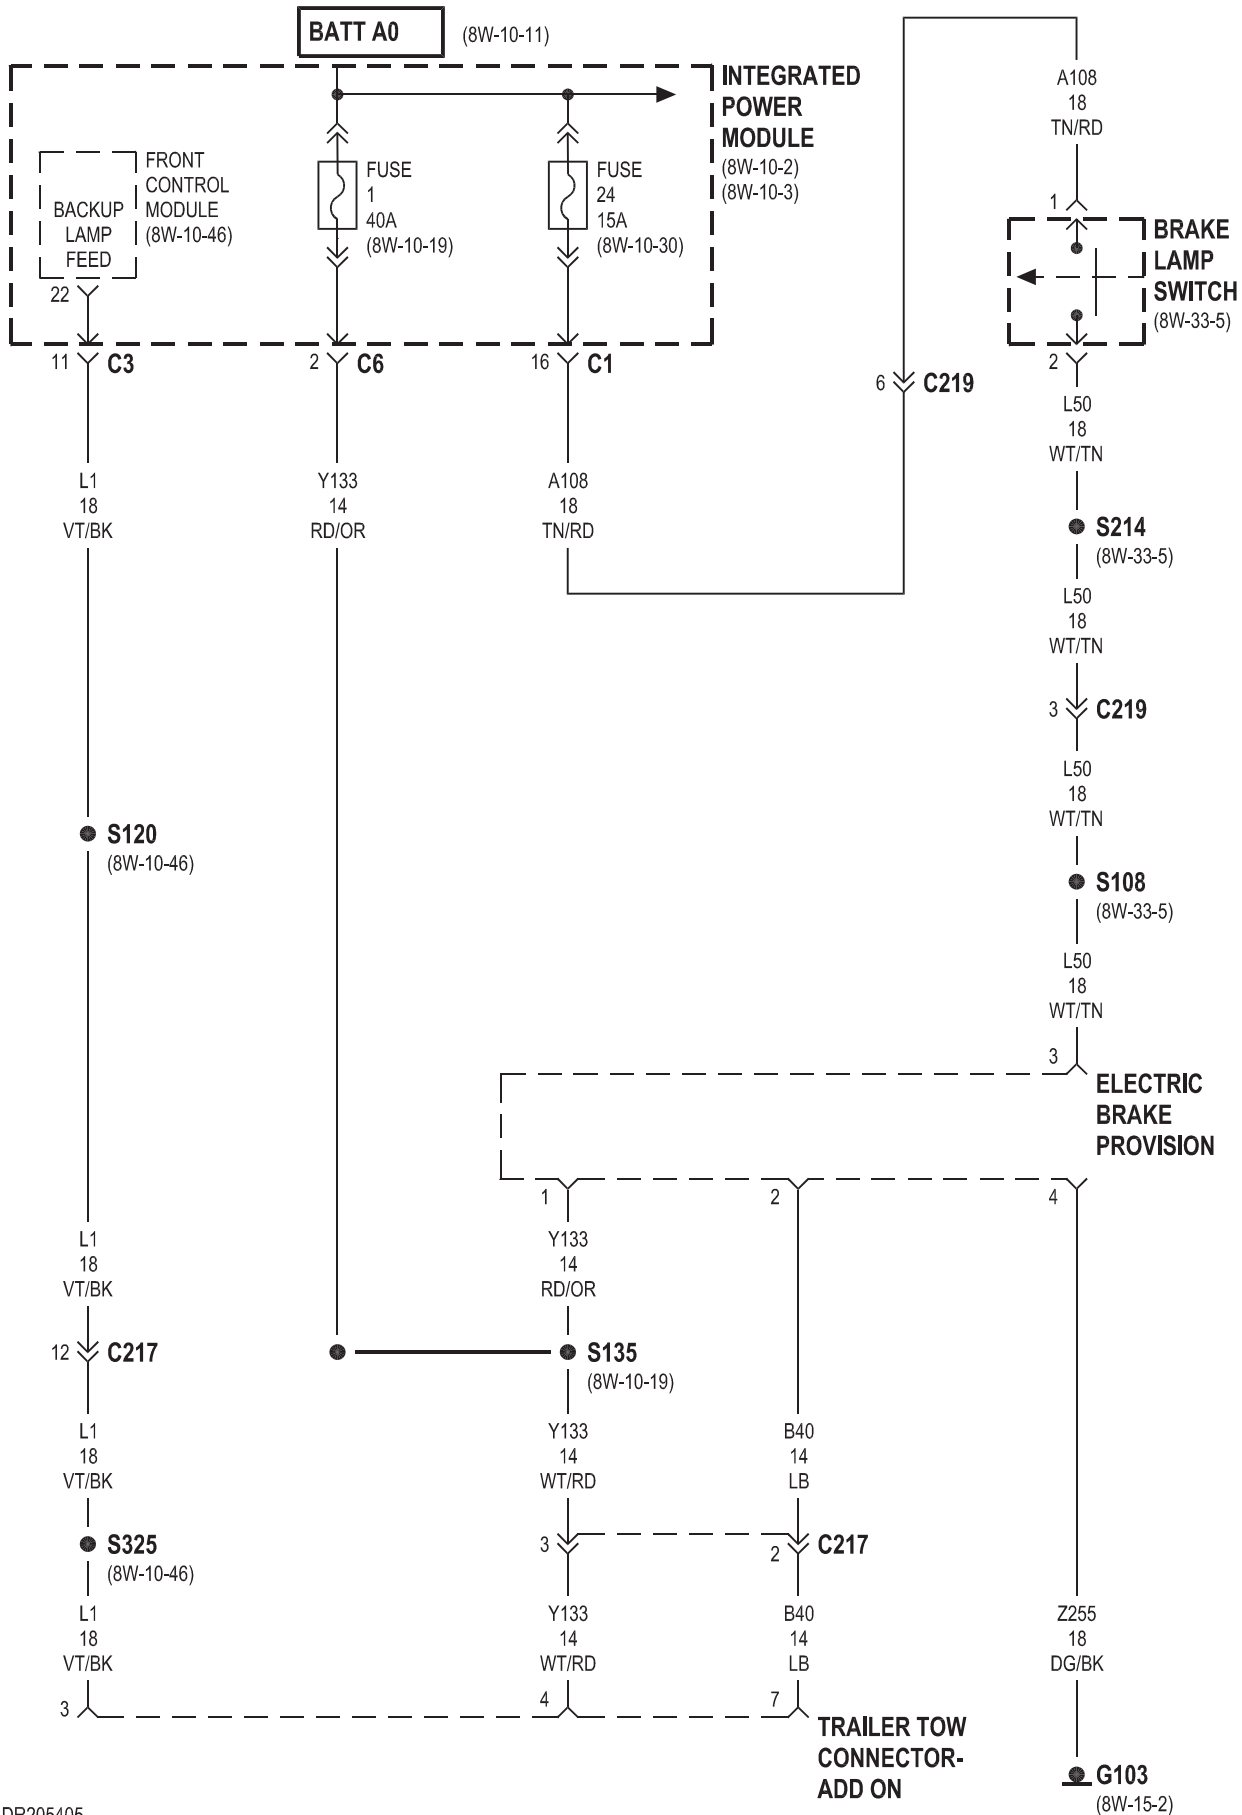 BATT A0 (8W-10-11)
INTEGRATED
POWER
MODULE
(8W-10-2)
(8W-10-3)
FRONT
CONTROL
MODULE
(8W-10-46)
BACKUP
LAMP
FEED
22
FUSE
1
40A
(8W-10-19)
FUSE
24
15A
(8W-10-30)
A108
18
TN/RD
1
BRAKE
LAMP
SWITCH
(8W-33-5)
11 C3
2 C6
16 C1
6 C219
2
L50
18
WT/TN
L1
18
VT/BK
Y133
14
RD/OR
A108
18
TN/RD
S214
(8W-33-5)
L50
18
WT/TN
3 C219
L50
18
WT/TN
S120
(8W-10-46)
S108
(8W-33-5)
L50
18
WT/TN
3
ELECTRIC
BRAKE
PROVISION
1
2
4
L1
18
VT/BK
Y133
14
RD/OR
12 C217
S135
(8W-10-19)
L1
18
VT/BK
Y133
14
WT/RD
B40
14
LB
S325
(8W-10-46)
3
2 C217
L1
18
VT/BK
Y133
14
WT/RD
B40
14
LB
Z255
18
DG/BK
3
4
7
TRAILER TOW
CONNECTOR-
ADD ON
G103
(8W-15-2)
DR205405